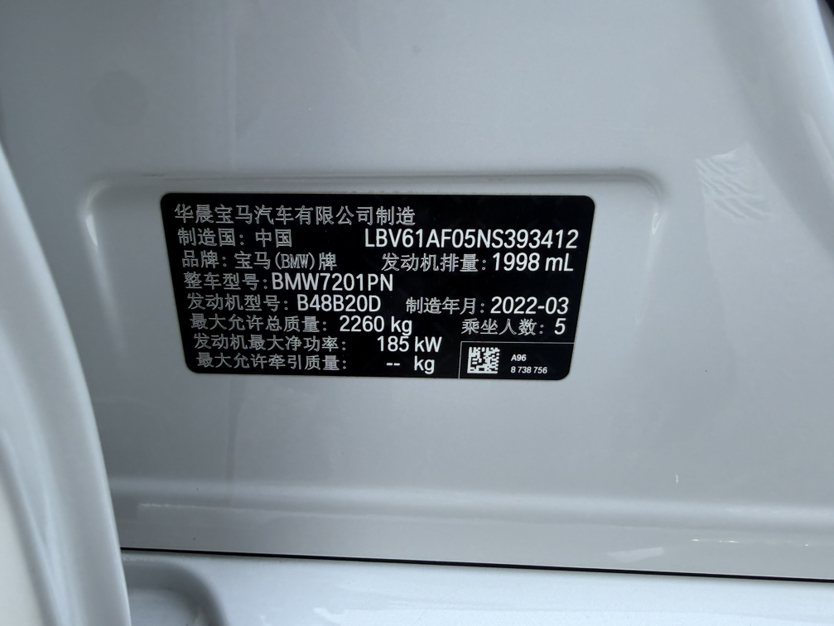 华晨宝马汽车有限公司制造
制造国：中国 LBV61AF05NS393412
品牌：宝马(BMW)牌 发动机排量：1998 mL
整车型号：BMW7201PN
发动机型号：B48B20D 制造年月：2022-03
最大允许总质量：2260 kg 乘坐人数：5
发动机最大净功率：185 kW
最大允许牵引质量：-- kg
A96
8 738 756